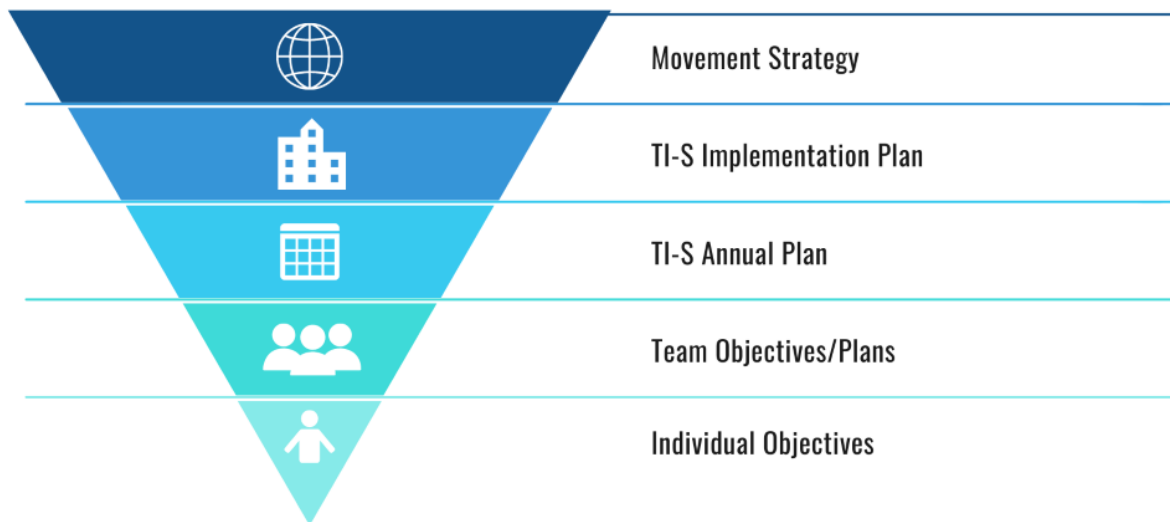 Movement Strategy
TI-S Implementation Plan
TI-S Annual Plan
Team Objectives/Plans
Individual Objectives